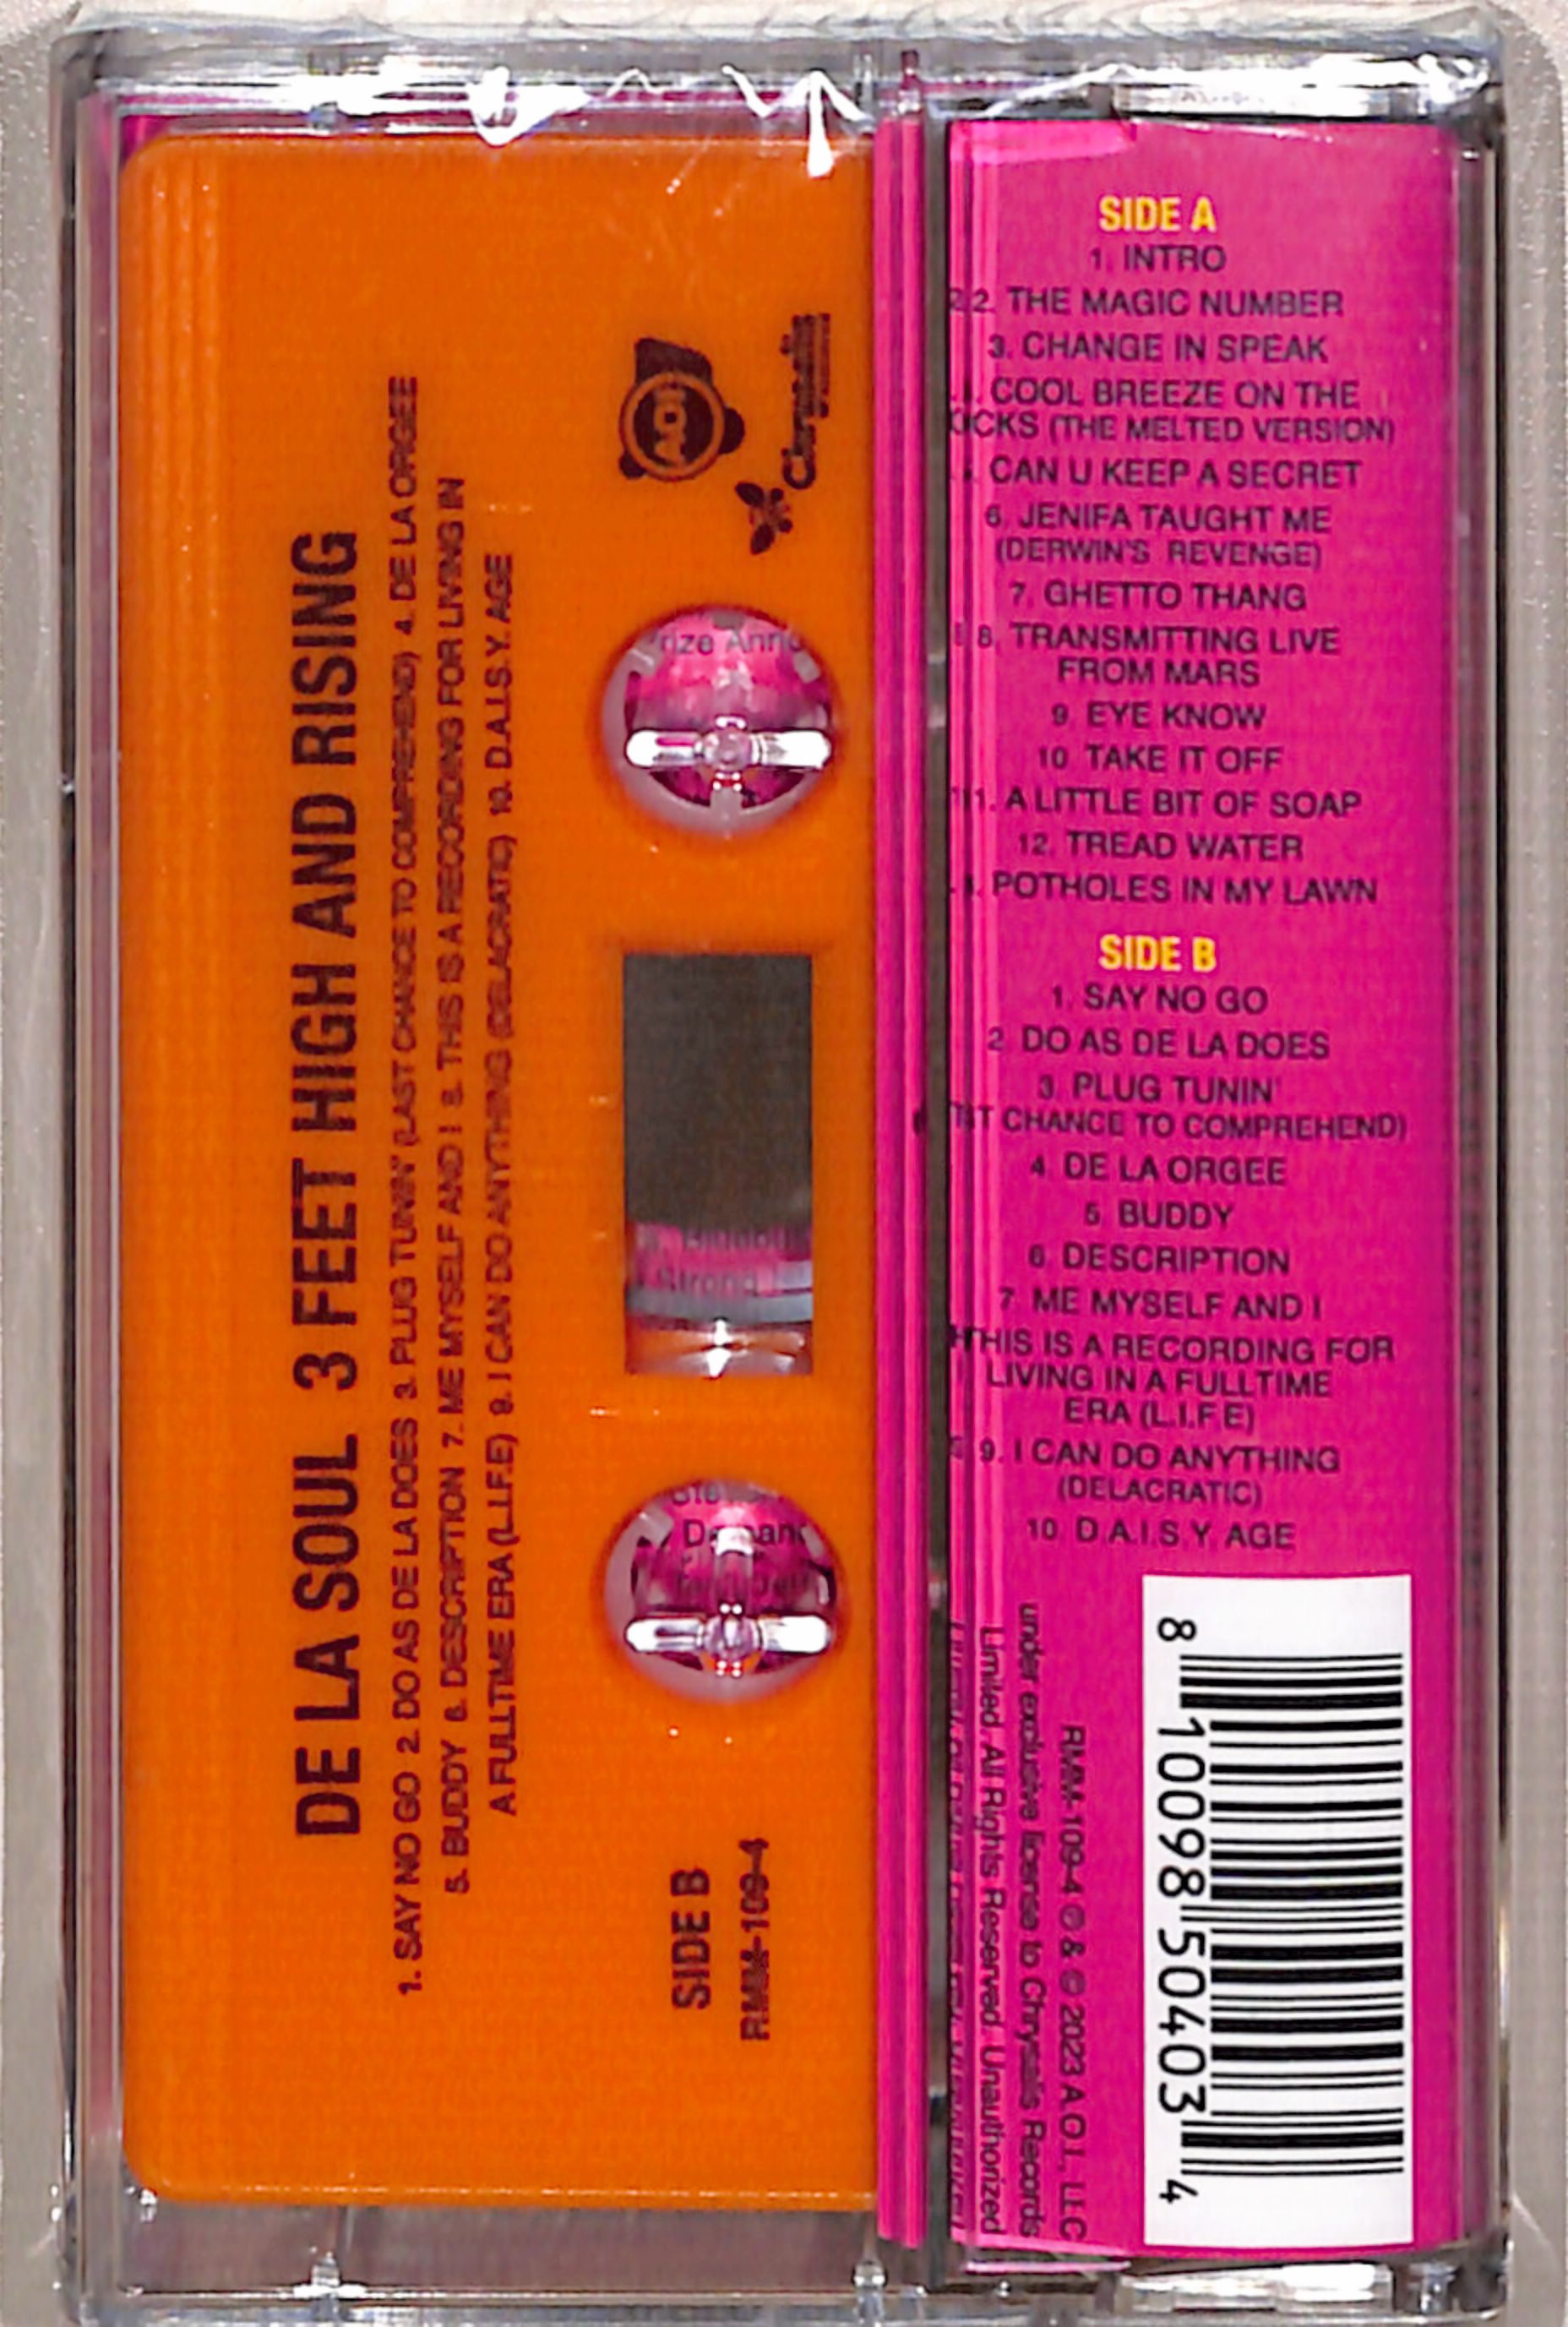 DE LA SOUL 3 FEET HIGH AND RISING
1. SAY NO GO 2. DO AS DE LA DOES 3. PLUG TUNIN' (LAST CHANCE TO COMPREHEND) 4. DE LA ORGEE
5. BUDDY 6. DESCRIPTION 7. ME MYSELF AND I 8. THIS IS A RECORDING FOR LIVING IN
A FULLTIME ERA (L.I.F.E) 9. I CAN DO ANYTHING (DELACRATIC) 10. D.A.I.S.Y. AGE
SIDE B
RMM-109-4
AOI
Chrysalis
Strong
SIDE A
1. INTRO
2. THE MAGIC NUMBER
3. CHANGE IN SPEAK
COOL BREEZE ON THE
(THE MELTED VERSION)
CAN U KEEP A SECRET
6. JENIFA TAUGHT ME
(DERWIN'S REVENGE)
7. GHETTO THANG
8. TRANSMITTING LIVE
FROM MARS
9 EYE KNOW
10 TAKE IT OFF
11. A LITTLE BIT OF SOAP
12. TREAD WATER
POTHOLES IN MY LAWN
SIDE B
1. SAY NO GO
2 DO AS DE LA DOES
3. PLUG TUNIN'
CHANCE TO COMPREHEND)
4. DE LA ORGEE
5 BUDDY
6. DESCRIPTION
7 ME MYSELF AND I
THIS IS A RECORDING FOR
LIVING IN A FULLTIME
ERA (L.I.F E)
9. I CAN DO ANYTHING
(DELACRATIC)
10 D A.I.S.Y. AGE
RMM-109-4 ℗ & © 2023 A.O.I., LLC
under exclusive license to Chrysalis Records
Limited. All Rights Reserved. Unauthorized
8 10098 50403 4